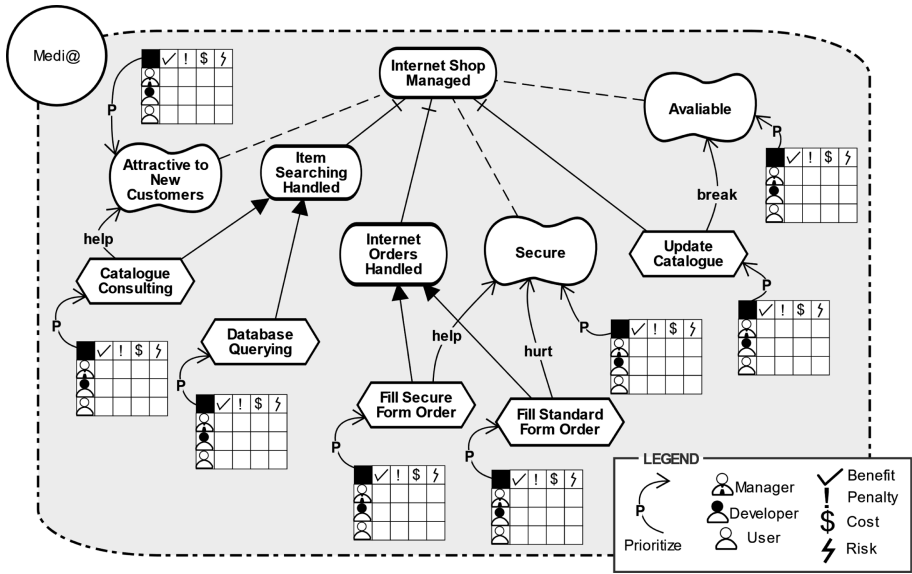 Medi@
! $
P
Internet Shop
Managed
Avaliable
P
! $
Attractive to
New
Customers
Item
Searching
Handled
break
help
Internet
Orders
Handled
Secure
Update
Catalogue
Catalogue
Consulting
P
P
! $
P
! $
Database
Querying
help
hurt
P
! $
P
! $
Fill Secure
Form Order
Fill Standard
Form Order
P
! $
P
! $
LEGEND
P
Prioritize
Manager
Developer
User
Benefit
! Penalty
$ Cost
Risk